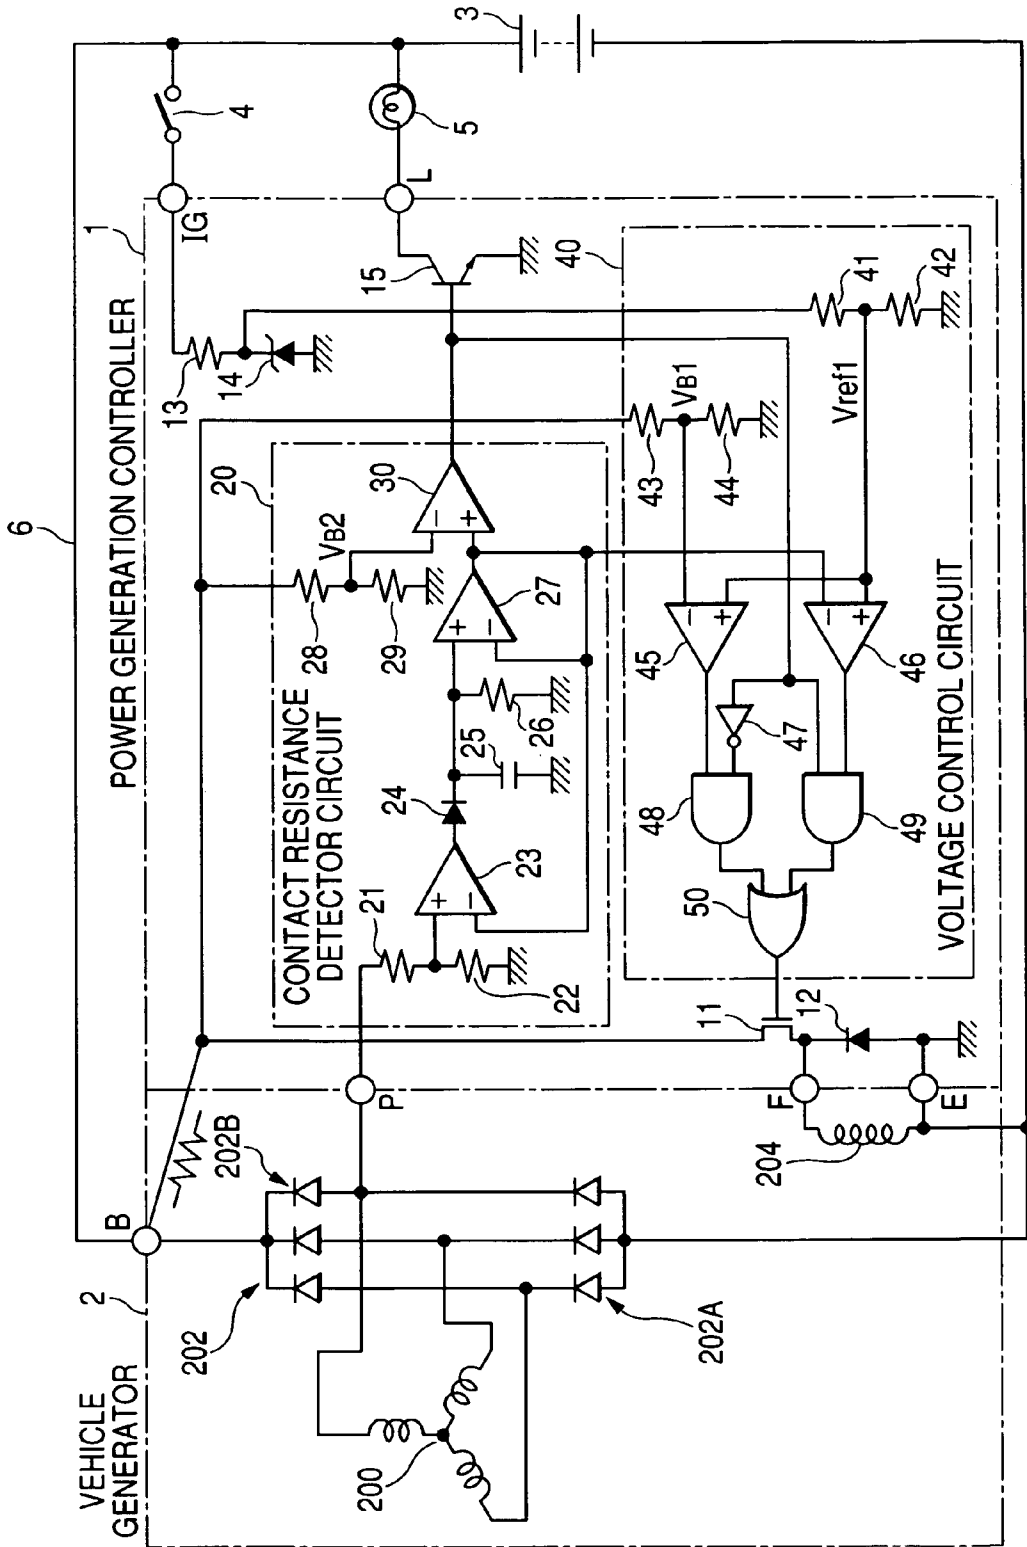 6
VEHICLE
GENERATOR
2
B
POWER GENERATION CONTROLLER
1
IG
4
3
202
202B
13
14
5
L
200
202A
P
CONTACT RESISTANCE
DETECTOR CIRCUIT
20
21
22
23
24
25
26
27
28
29
VB2
30
15
F
E
204
11
12
40
43
VB1
44
41
42
Vref1
45
46
47
48
49
50
VOLTAGE CONTROL CIRCUIT